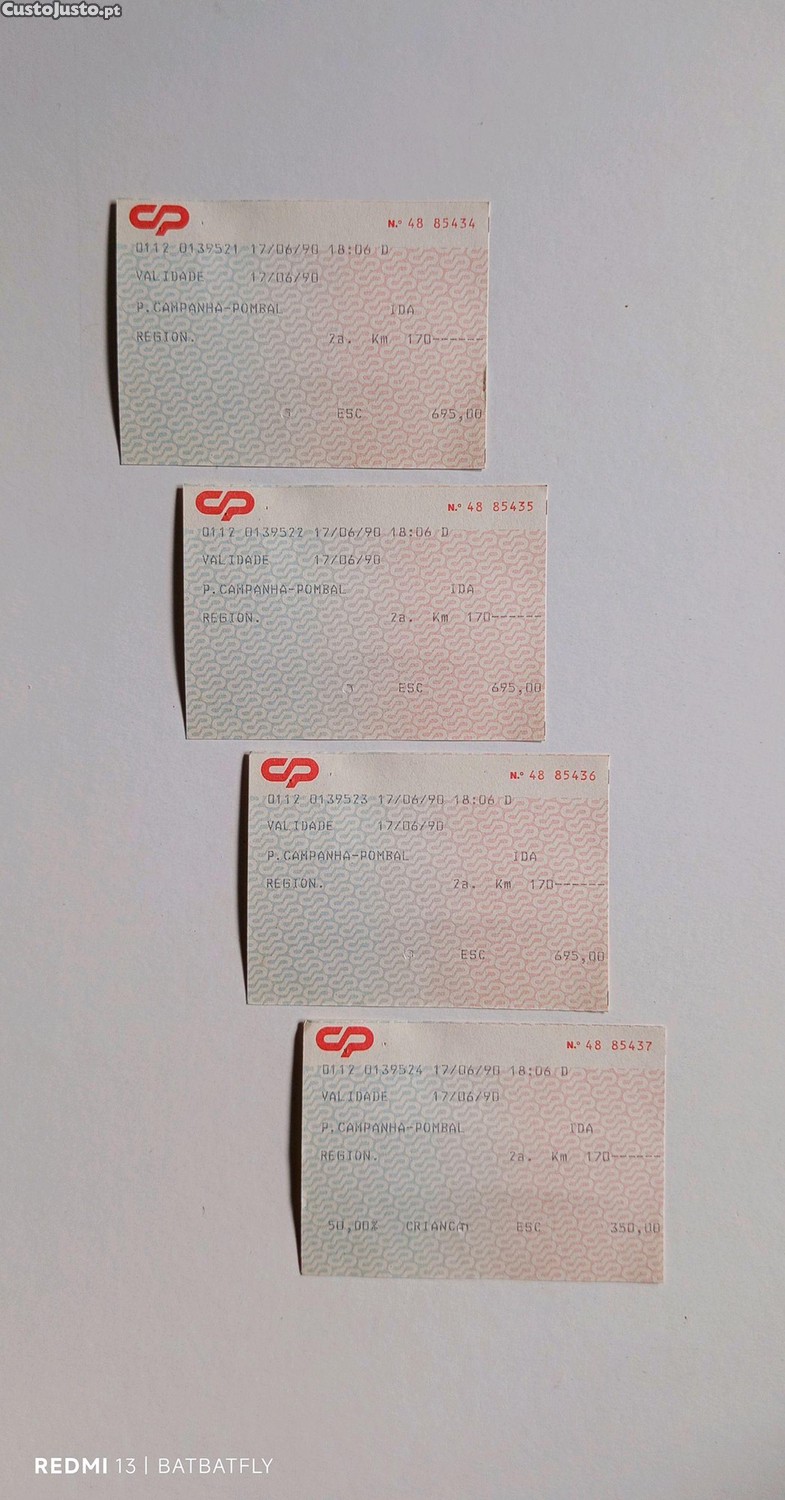 CustoJusto.pt
CP
N.º 48 85434
0112 0139521 17/06/90 18:06 D
VALIDADE 17/06/90
P.CAMPANHA-POMBAL IDA
REGION. 2a. Km 170------
ESC 695,00
CP
N.º 48 85435
0112 0139522 17/06/90 18:06 D
VALIDADE 17/06/90
P.CAMPANHA-POMBAL IDA
REGION. 2a. Km 170------
ESC 695,00
CP
N.º 48 85436
0112 0139523 17/06/90 18:06 D
VALIDADE 17/06/90
P.CAMPANHA-POMBAL IDA
REGION. 2a. Km 170------
ESC 695,00
CP
N.º 48 85437
0112 0139524 17/06/90 18:06 D
VALIDADE 17/06/90
P.CAMPANHA-POMBAL IDA
REGION. 2a. Km 170------
50,00% CRIANCA ESC 350,00
REDMI 13 | BATBATFLY